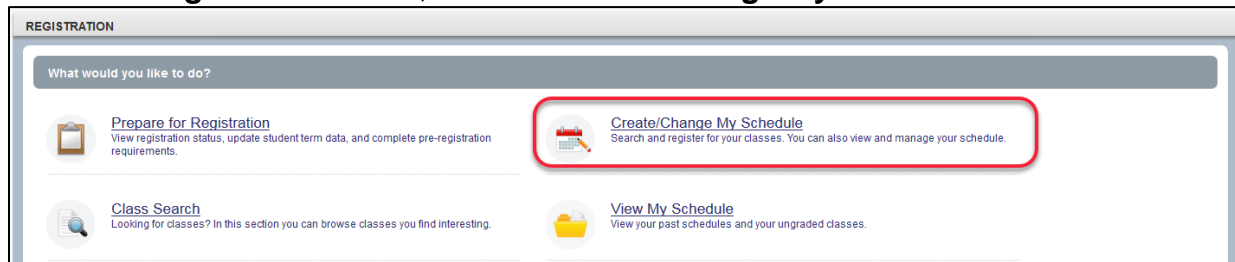 REGISTRATION
What would you like to do?
Prepare for Registration
View registration status, update student term data, and complete pre-registration
requirements.
Create/Change My Schedule
Search and register for your classes. You can also view and manage your schedule.
Class Search
Looking for classes? In this section you can browse classes you find interesting.
View My Schedule
View your past schedules and your ungraded classes.